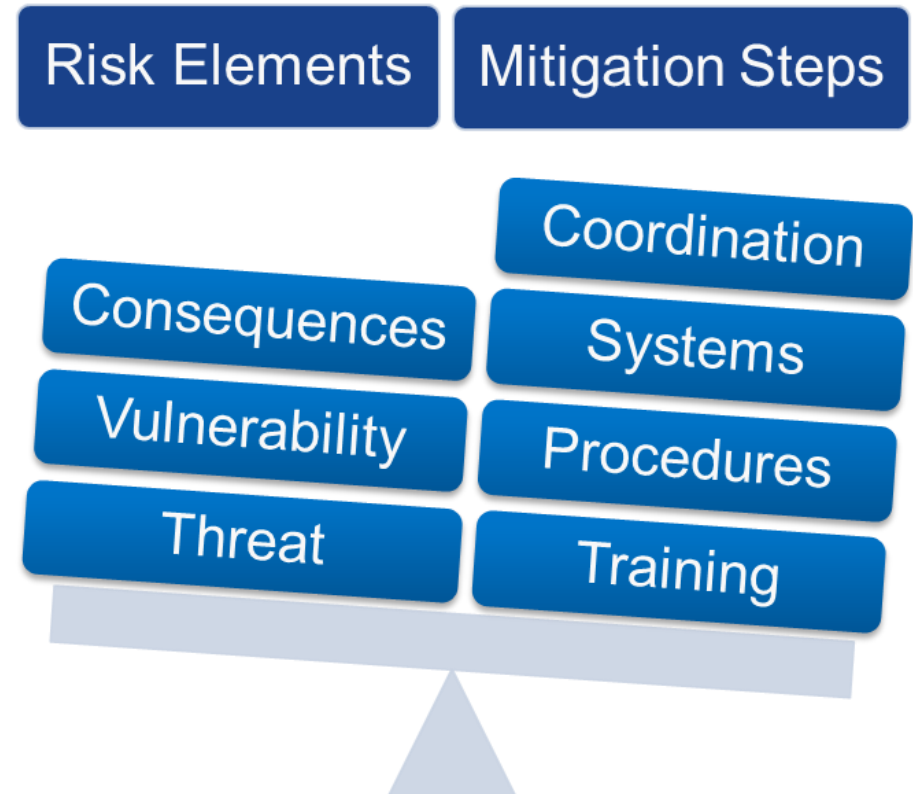 Risk Elements
Mitigation Steps
Consequences
Vulnerability
Threat
Coordination
Systems
Procedures
Training